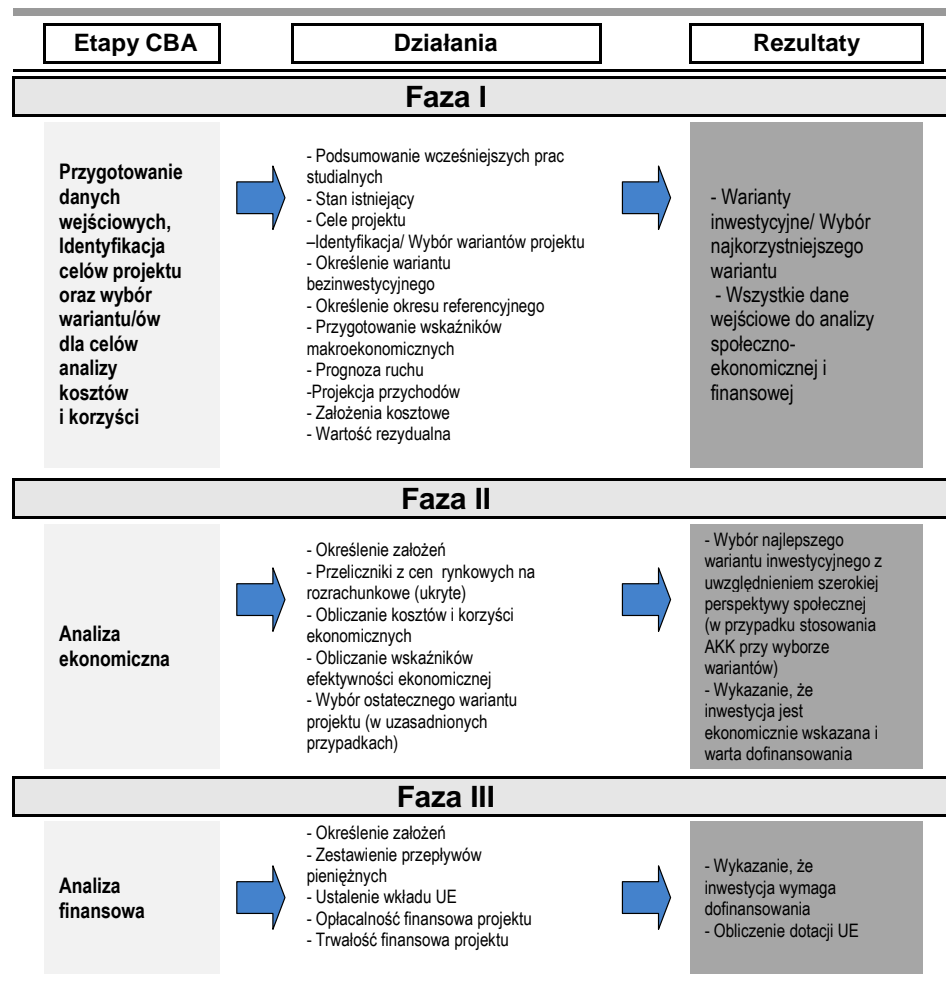 Etapy CBA
Działania
Rezultaty
Faza I
Przygotowanie
danych
wejściowych,
Identyfikacja
celów projektu
oraz wybór
wariantu/ów
dla celów
analizy
kosztów
i korzyści
- Podsumowanie wcześniejszych prac
studialnych
- Stan istniejący
- Cele projektu
–Identyfikacja/ Wybór wariantów projektu
- Określenie wariantu
bezinwestycyjnego
- Określenie okresu referencyjnego
- Przygotowanie wskaźników
makroekonomicznych
- Prognoza ruchu
-Projekcja przychodów
- Założenia kosztowe
- Wartość rezydualna
- Warianty
inwestycyjne/ Wybór
najkorzystniejszego
wariantu
- Wszystkie dane
wejściowe do analizy
społeczno-
ekonomicznej i
finansowej
Faza II
Analiza
ekonomiczna
- Określenie założeń
- Przeliczniki z cen rynkowych na
rozrachunkowe (ukryte)
- Obliczanie kosztów i korzyści
ekonomicznych
- Obliczanie wskaźników
efektywności ekonomicznej
- Wybór ostatecznego wariantu
projektu (w uzasadnionych
przypadkach)
- Wybór najlepszego
wariantu inwestycyjnego z
uwzględnieniem szerokiej
perspektywy społecznej
(w przypadku stosowania
AKK przy wyborze
wariantów)
- Wykazanie, że
inwestycja jest
ekonomicznie wskazana i
warta dofinansowania
Faza III
Analiza
finansowa
- Określenie założeń
- Zestawienie przepływów
pieniężnych
- Ustalenie wkładu UE
- Opłacalność finansowa projektu
- Trwałość finansowa projektu
- Wykazanie, że
inwestycja wymaga
dofinansowania
- Obliczenie dotacji UE